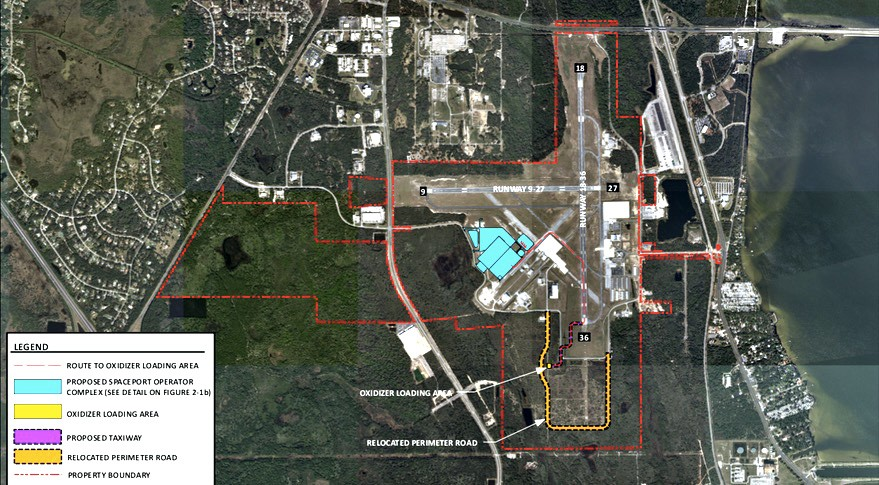 18
9
RUNWAY 9-27
27
RUNWAY 18-36
36
OXIDIZER LOADING AREA
RELOCATED PERIMETER ROAD
LEGEND
ROUTE TO OXIDIZER LOADING AREA
PROPOSED SPACEPORT OPERATOR
COMPLEX (SEE DETAIL ON FIGURE 2-1b)
OXIDIZER LOADING AREA
PROPOSED TAXIWAY
RELOCATED PERIMETER ROAD
PROPERTY BOUNDARY